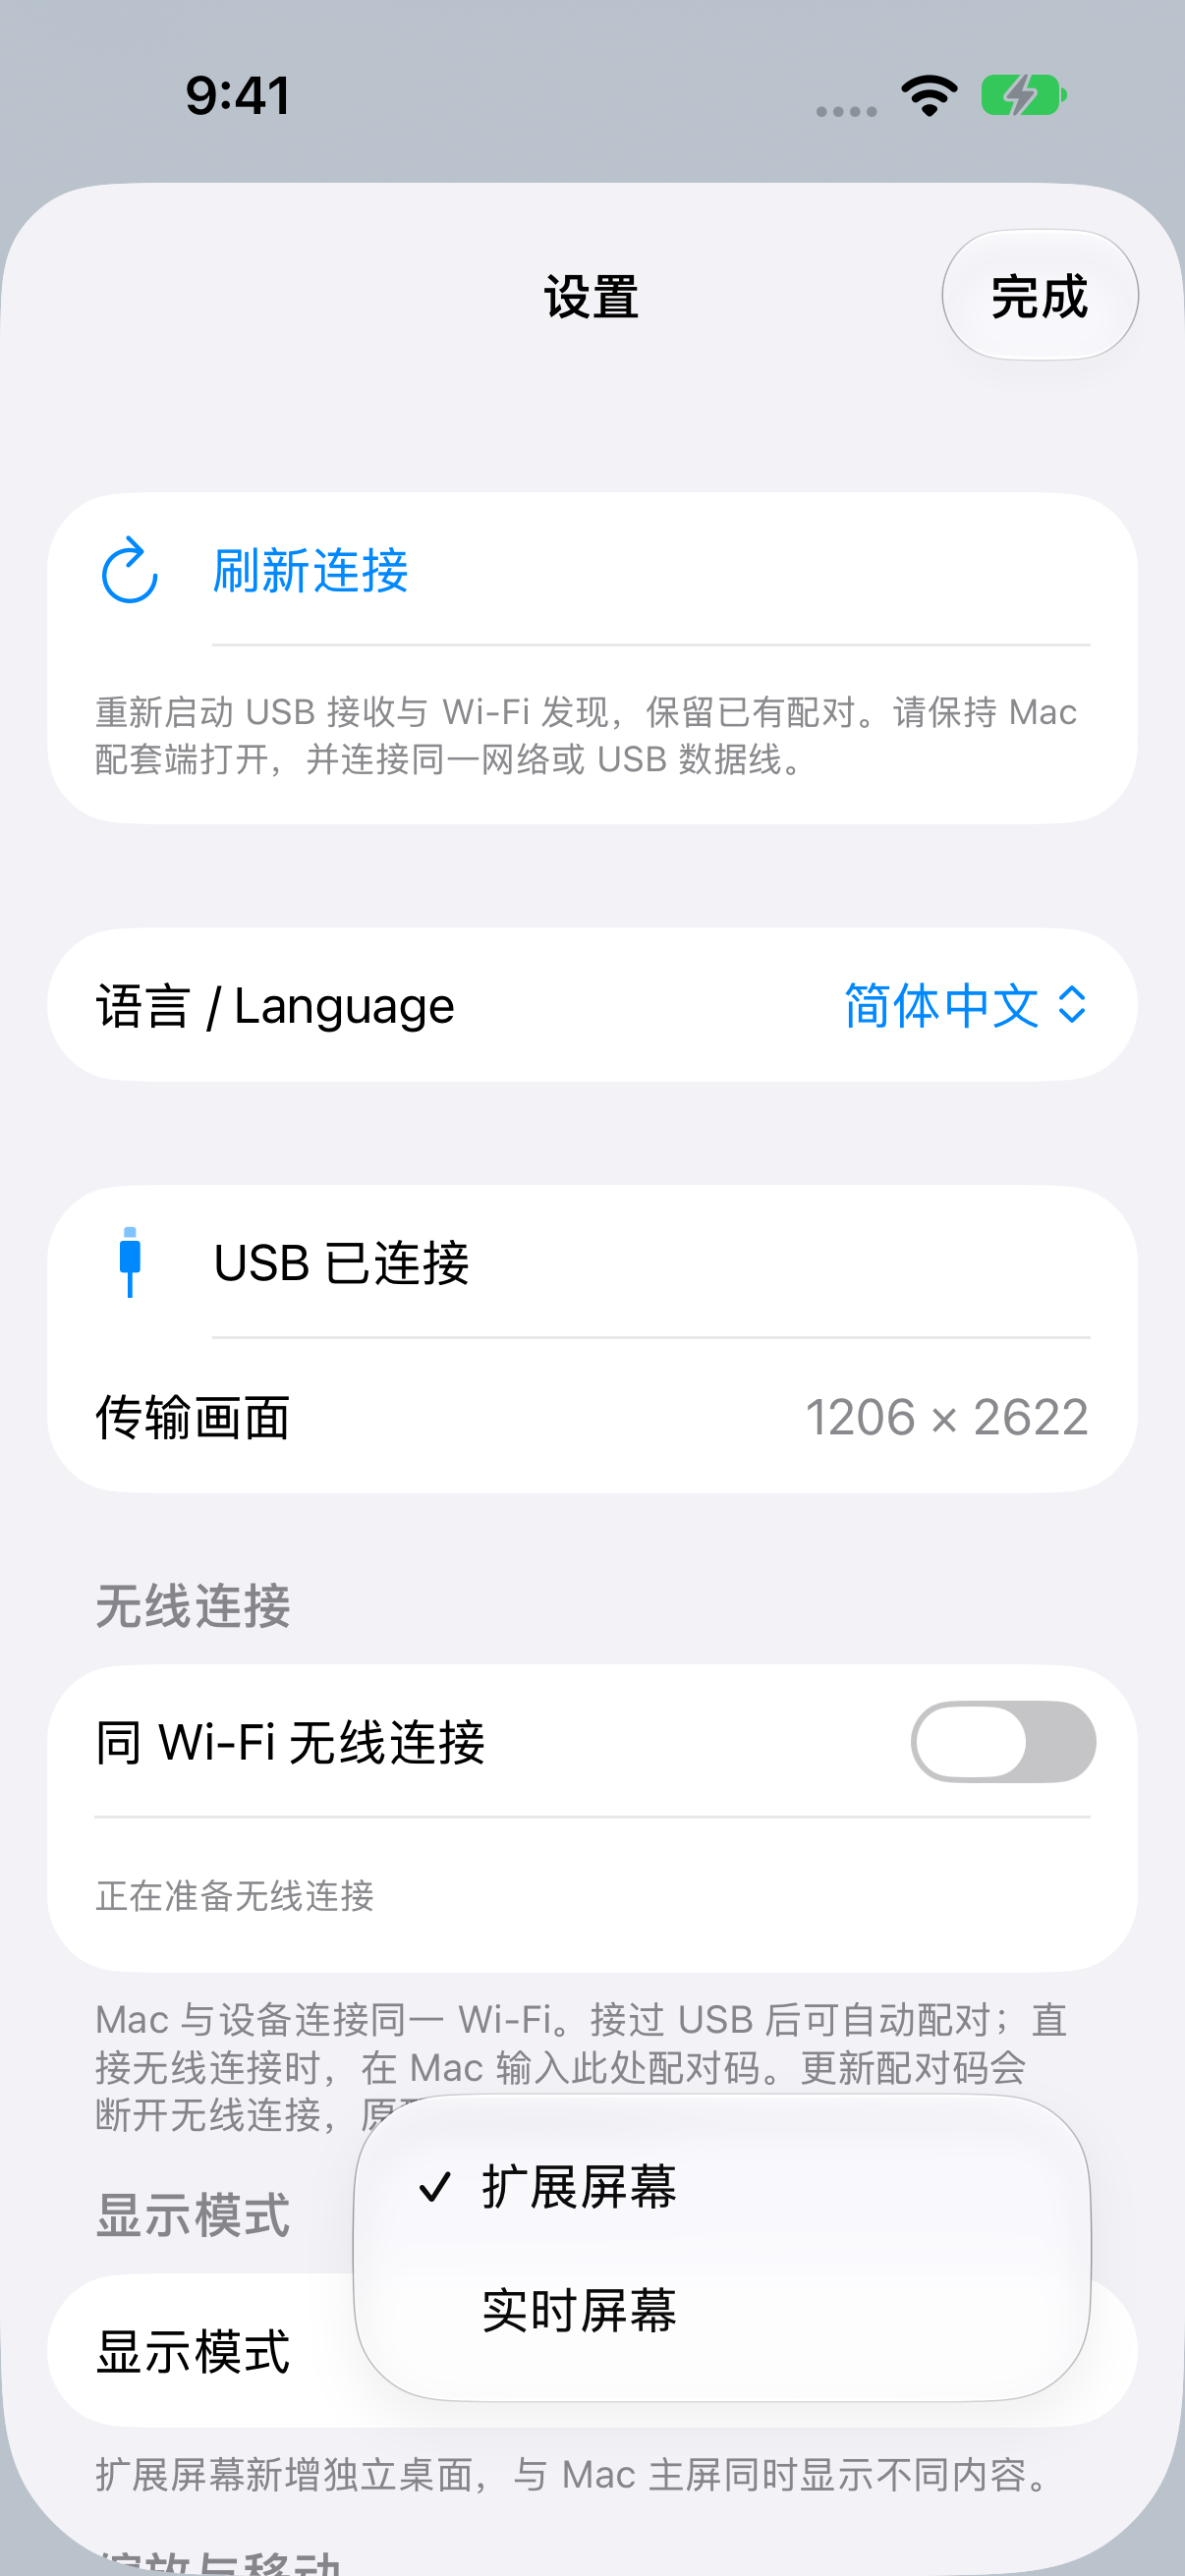 9:41
设置
完成
刷新连接
重新启动 USB 接收与 Wi-Fi 发现，保留已有配对。请保持 Mac
配套端打开，并连接同一网络或 USB 数据线。
语言 / Language
简体中文
USB 已连接
传输画面
1206 × 2622
无线连接
同 Wi-Fi 无线连接
正在准备无线连接
Mac 与设备连接同一 Wi-Fi。接过 USB 后可自动配对；直
接无线连接时，在 Mac 输入此处配对码。更新配对码会
断开无线连接，原
显示模式
扩展屏幕
实时屏幕
显示模式
扩展屏幕新增独立桌面，与 Mac 主屏同时显示不同内容。
缩放与移动